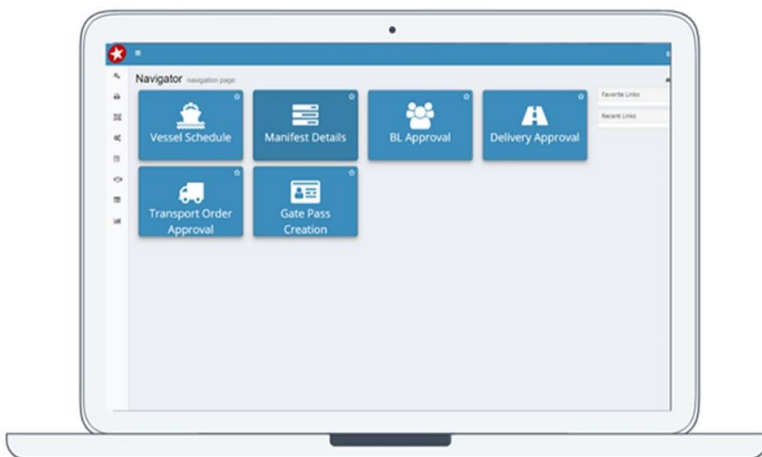 Navigator navigation page
Favorite Links
Recent Links
Vessel Schedule
Manifest Details
BL Approval
Delivery Approval
Transport Order
Approval
Gate Pass
Creation